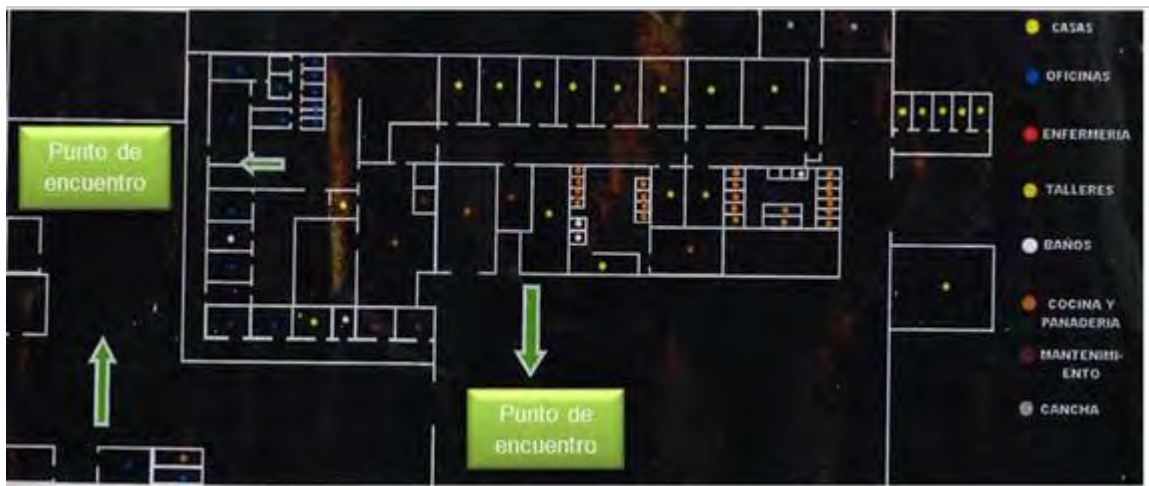 Punto de
encuentro
Punto de
encuentro
CASAS
OFICINAS
ENFERMERIA
TALLERES
BAÑOS
COCINA Y
PANADERIA
MANTENIMI-
ENTO
CANCHA